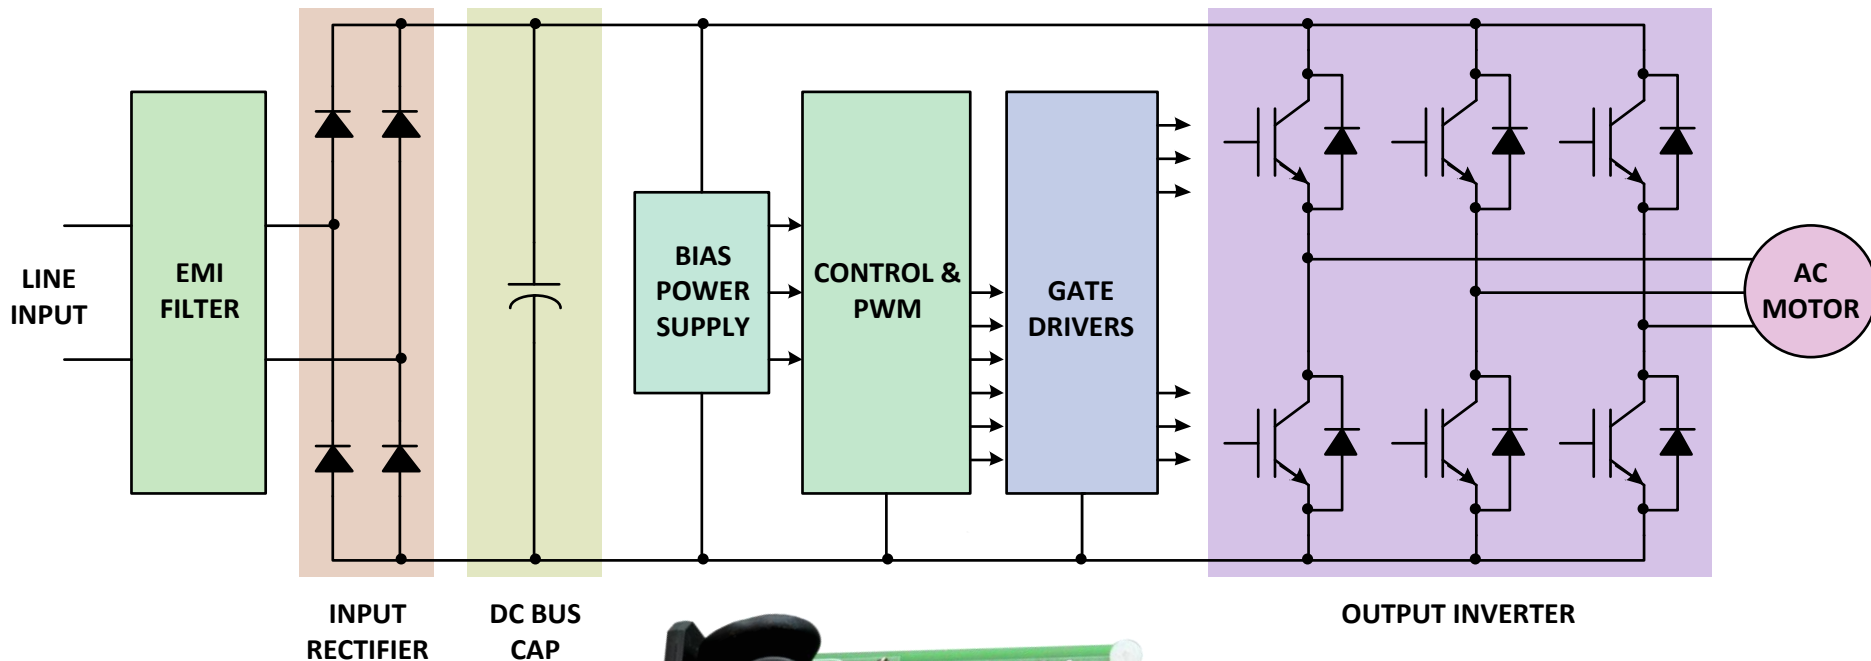 LINE
INPUT
EMI
FILTER
BIAS
POWER
SUPPLY
CONTROL &
PWM
GATE
DRIVERS
AC
MOTOR
INPUT
RECTIFIER
DC BUS
CAP
OUTPUT INVERTER